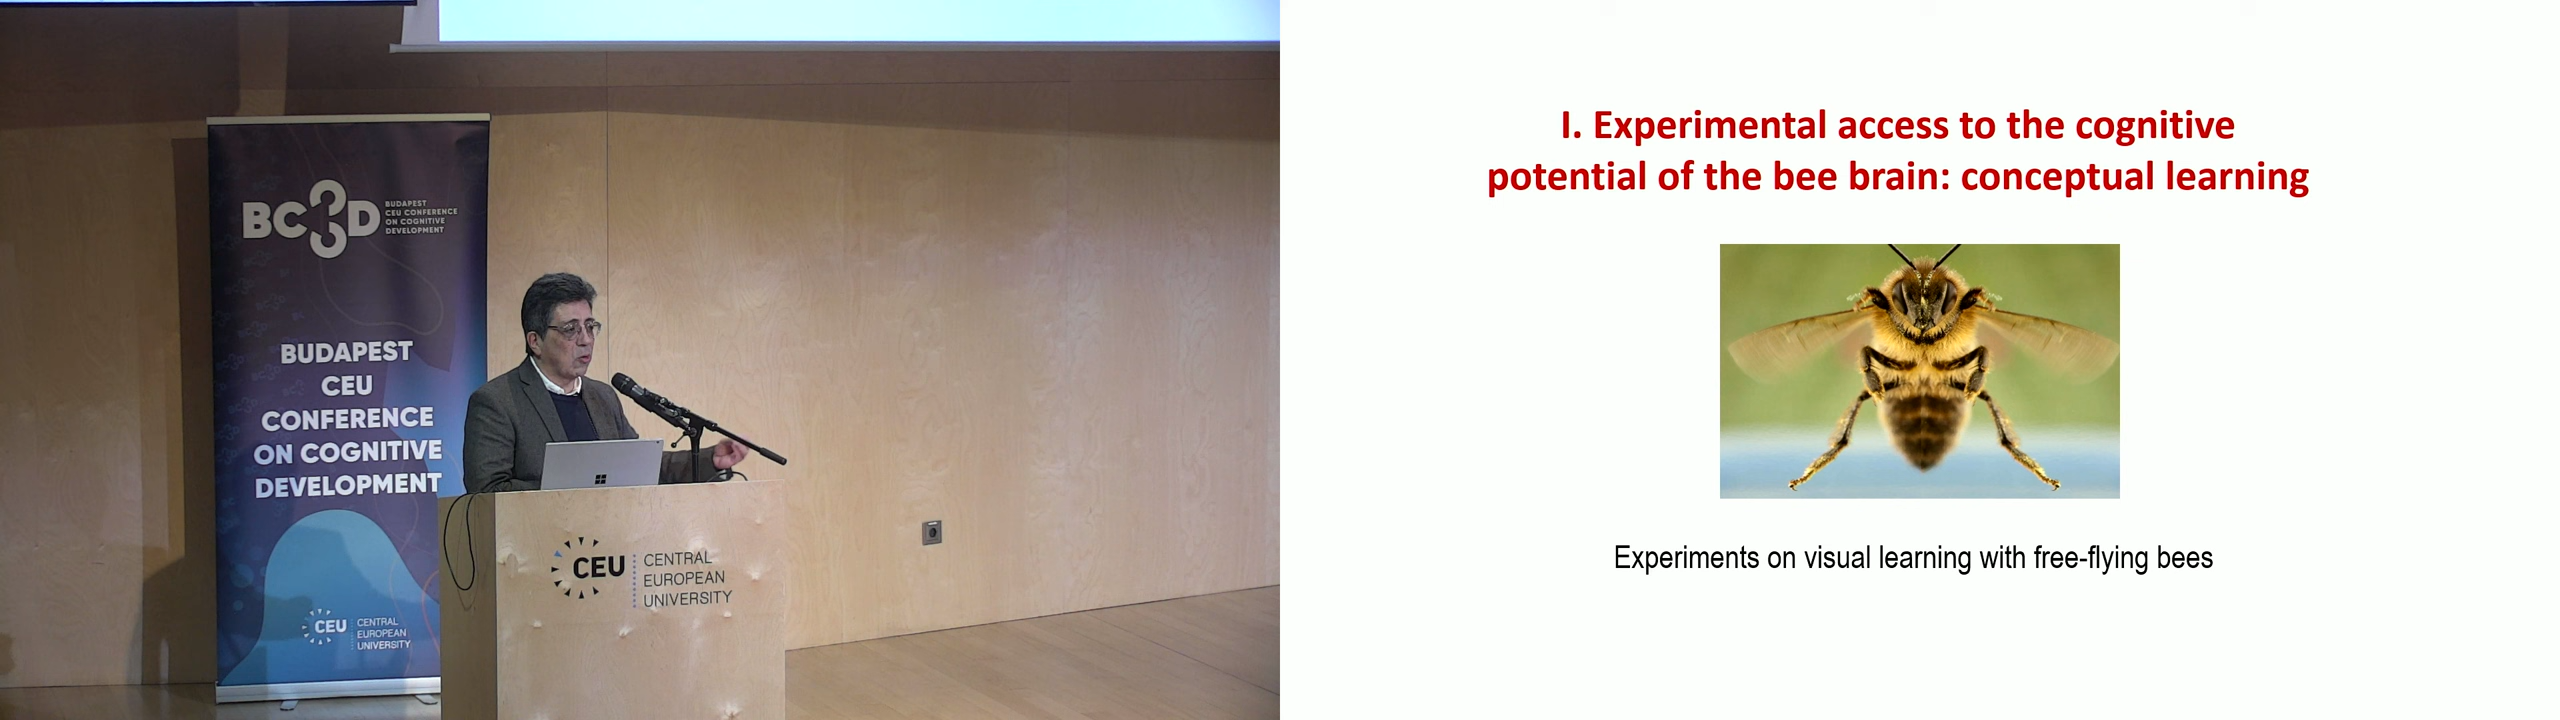 BC3D
BUDAPEST
CEU CONFERENCE
ON COGNITIVE
DEVELOPMENT
BUDAPEST
CEU
CONFERENCE
ON COGNITIVE
DEVELOPMENT
CEU
CENTRAL
EUROPEAN
UNIVERSITY
CEU
CENTRAL
EUROPEAN
UNIVERSITY
I. Experimental access to the cognitive
potential of the bee brain: conceptual learning
Experiments on visual learning with free-flying bees